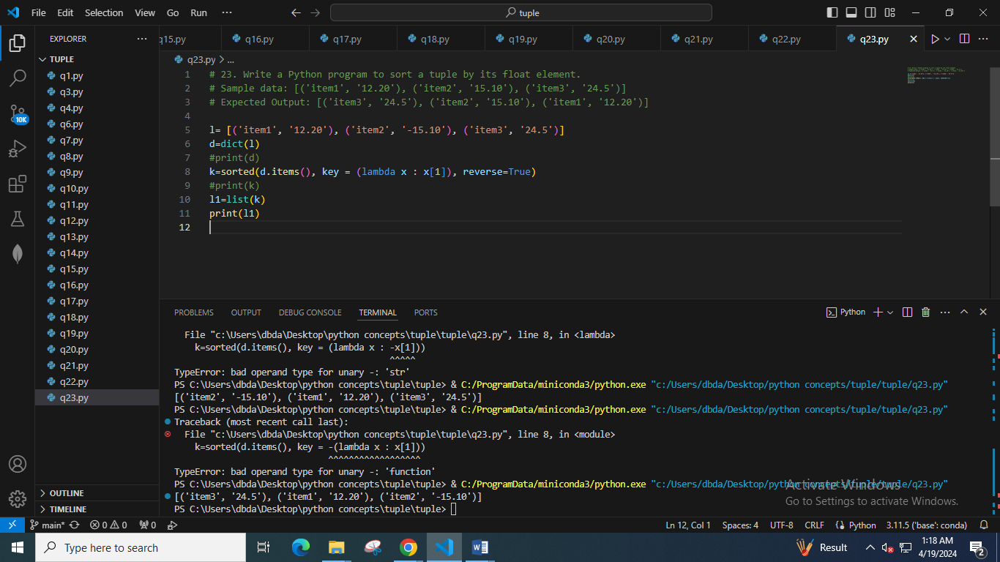 File Edit Selection View Go Run ··· tuple
EXPLORER ···
TUPLE
q1.py
q3.py
q4.py
q6.py
q7.py
q8.py
q9.py
q10.py
q11.py
q12.py
q13.py
q14.py
q15.py
q16.py
q17.py
q18.py
q19.py
q20.py
q21.py
q22.py
q23.py
OUTLINE
TIMELINE
10K
q15.py q16.py q17.py q18.py q19.py q20.py q21.py q22.py q23.py
q23.py > ...
1 # 23. Write a Python program to sort a tuple by its float element.
2 # Sample data: [('item1', '12.20'), ('item2', '15.10'), ('item3', '24.5')]
3 # Expected Output: [('item3', '24.5'), ('item2', '15.10'), ('item1', '12.20')]
4
5 l= [('item1', '12.20'), ('item2', '-15.10'), ('item3', '24.5')]
6 d=dict(l)
7 #print(d)
8 k=sorted(d.items(), key = (lambda x : x[1]), reverse=True)
9 #print(k)
10 l1=list(k)
11 print(l1)
12
PROBLEMS OUTPUT DEBUG CONSOLE TERMINAL PORTS Python
File "c:\Users\dbda\Desktop\python concepts\tuple\tuple\q23.py", line 8, in <lambda>
k=sorted(d.items(), key = (lambda x : -x[1]))
^^^^^
TypeError: bad operand type for unary -: 'str'
PS C:\Users\dbda\Desktop\python concepts\tuple\tuple> & C:/ProgramData/miniconda3/python.exe "c:/Users/dbda/Desktop/python concepts/tuple/tuple/q23.py"
[('item2', '-15.10'), ('item1', '12.20'), ('item3', '24.5')]
PS C:\Users\dbda\Desktop\python concepts\tuple\tuple> & C:/ProgramData/miniconda3/python.exe "c:/Users/dbda/Desktop/python concepts/tuple/tuple/q23.py"
Traceback (most recent call last):
File "c:\Users\dbda\Desktop\python concepts\tuple\tuple\q23.py", line 8, in <module>
k=sorted(d.items(), key = -(lambda x : x[1]))
^^^^^^^^^^^^^^^^^^
TypeError: bad operand type for unary -: 'function'
PS C:\Users\dbda\Desktop\python concepts\tuple\tuple> & C:/ProgramData/miniconda3/python.exe "c:/Users/dbda/Desktop/python concepts/tuple/tuple/q23.py"
[('item3', '24.5'), ('item1', '12.20'), ('item2', '-15.10')]
PS C:\Users\dbda\Desktop\python concepts\tuple\tuple>
Activate Windows
Go to Settings to activate Windows.
main* 0 0 0 Ln 12, Col 1 Spaces: 4 UTF-8 CRLF Python 3.11.5 ('base': conda)
Type here to search Result 1:18 AM
4/19/2024 2